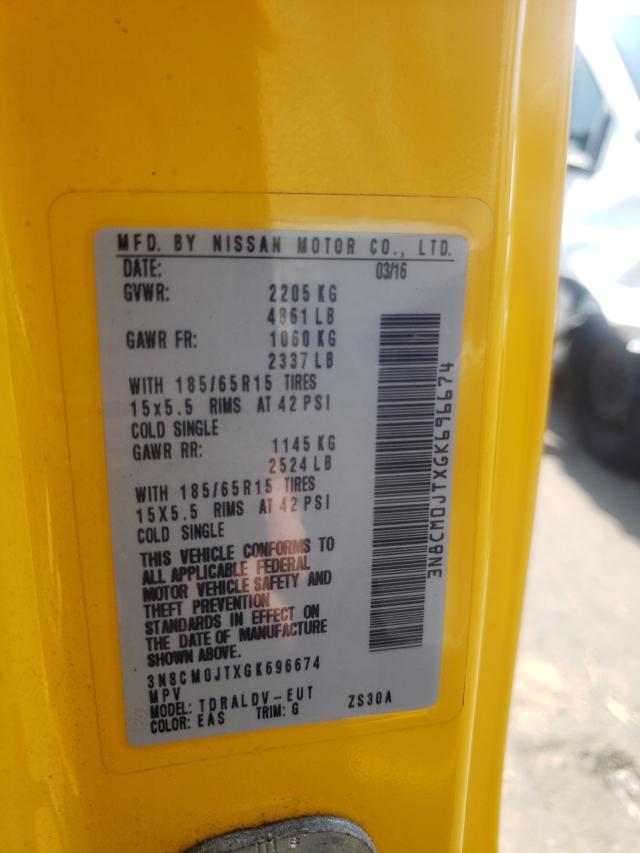 MFD. BY NISSAN MOTOR CO., LTD.
DATE: 03/16
GVWR: 2205 KG
4861 LB
GAWR FR: 1060 KG
2337 LB
WITH 185/65R15 TIRES
15x5.5 RIMS AT 42 PSI
COLD SINGLE
GAWR RR: 1145 KG
2524 LB
WITH 185/65R15 TIRES
15X5.5 RIMS AT 42 PSI
COLD SINGLE
THIS VEHICLE CONFORMS TO
ALL APPLICABLE FEDERAL
MOTOR VEHICLE SAFETY AND
THEFT PREVENTION
STANDARDS IN EFFECT ON
THE DATE OF MANUFACTURE
SHOWN ABOVE.
3N8CM0JTXGK696674
MPV
MODEL: TDRALDV-EUT ZS30A
COLOR: EAS TRIM: G
3N8CM0JTXGK696674